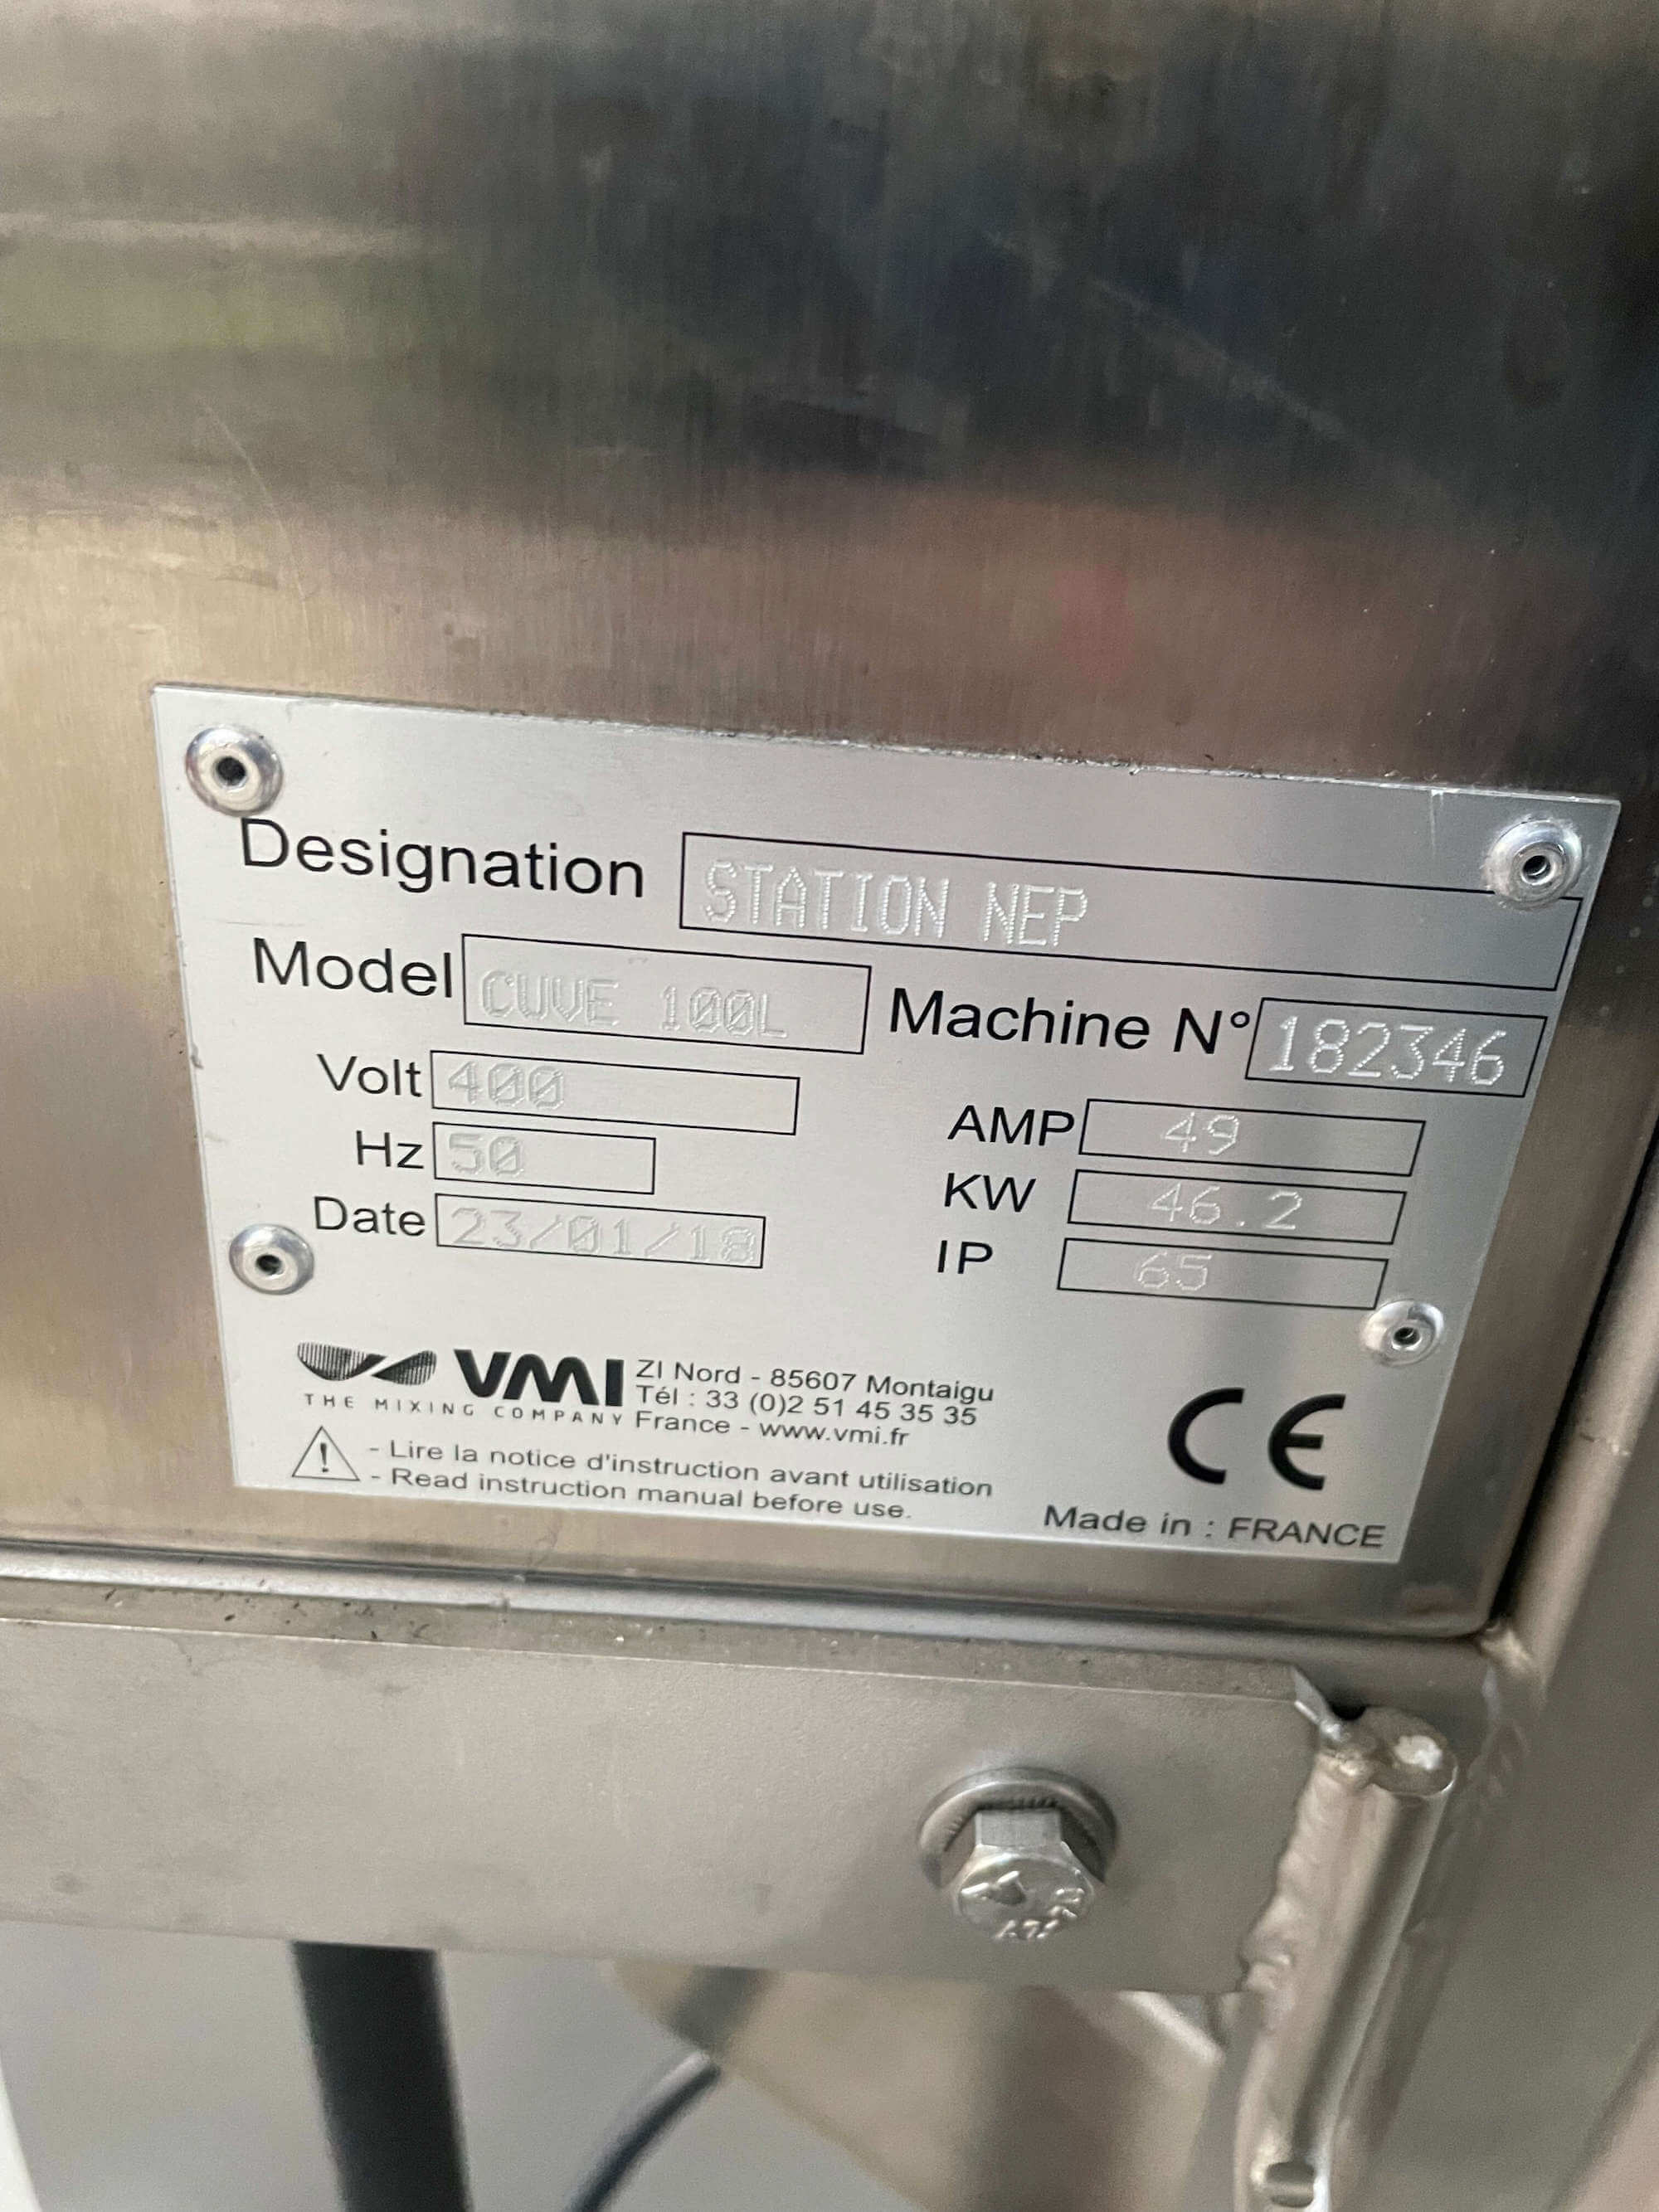 Designation STATION NEP
Model CUVE 100L Machine N° 182346
Volt 400 AMP 49
Hz 50 KW 46.2
Date 23/01/18 IP 65
VMI
THE MIXING COMPANY
ZI Nord - 85607 Montaigu
Tél : 33 (0)2 51 45 35 35
France - www.vmi.fr
- Lire la notice d'instruction avant utilisation
- Read instruction manual before use.
CE
Made in : FRANCE